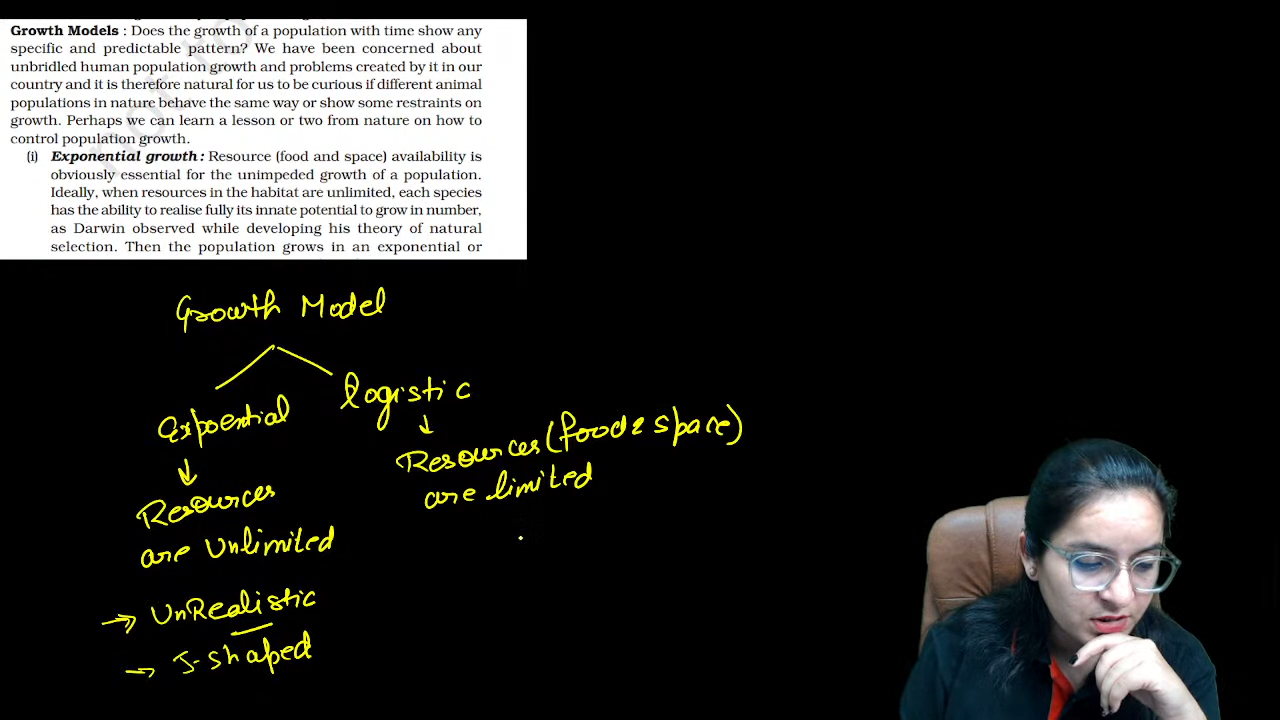 Growth Models : Does the growth of a population with time show any
specific and predictable pattern? We have been concerned about
unbridled human population growth and problems created by it in our
country and it is therefore natural for us to be curious if different animal
populations in nature behave the same way or show some restraints on
growth. Perhaps we can learn a lesson or two from nature on how to
control population growth.
(i) Exponential growth : Resource (food and space) availability is
obviously essential for the unimpeded growth of a population.
Ideally, when resources in the habitat are unlimited, each species
has the ability to realise fully its innate potential to grow in number,
as Darwin observed while developing his theory of natural
selection. Then the population grows in an exponential or
Growth Model
Expoential
logistic
Resources
are Unlimited
→ UnRealistic
→ J-shaped
Resources (food & space)
are limited